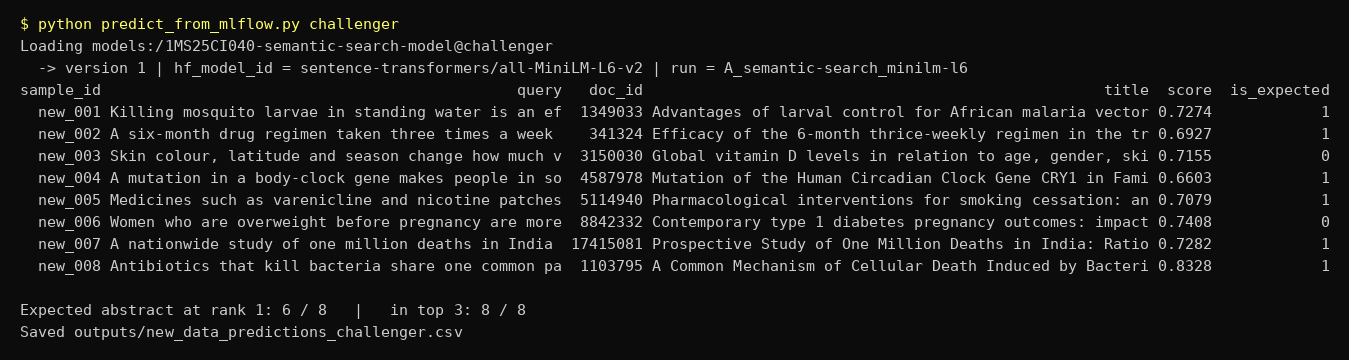 $ python predict_from_mlflow.py challenger
Loading models:/1MS25CI040-semantic-search-model@challenger
  -> version 1 | hf_model_id = sentence-transformers/all-MiniLM-L6-v2 | run = A_semantic-search_minilm-l6
sample_id                                              query   doc_id                                                   title  score  is_expected
  new_001 Killing mosquito larvae in standing water is an ef  1349033 Advantages of larval control for African malaria vector 0.7274            1
  new_002 A six-month drug regimen taken three times a week    341324 Efficacy of the 6-month thrice-weekly regimen in the tr 0.6927            1
  new_003 Skin colour, latitude and season change how much v  3150030 Global vitamin D levels in relation to age, gender, ski 0.7155            0
  new_004 A mutation in a body-clock gene makes people in so  4587978 Mutation of the Human Circadian Clock Gene CRY1 in Fami 0.6603            1
  new_005 Medicines such as varenicline and nicotine patches  5114940 Pharmacological interventions for smoking cessation: an 0.7079            1
  new_006 Women who are overweight before pregnancy are more  8842332 Contemporary type 1 diabetes pregnancy outcomes: impact 0.7408            0
  new_007 A nationwide study of one million deaths in India  17415081 Prospective Study of One Million Deaths in India: Ratio 0.7282            1
  new_008 Antibiotics that kill bacteria share one common pa  1103795 A Common Mechanism of Cellular Death Induced by Bacteri 0.8328            1

Expected abstract at rank 1: 6 / 8   |   in top 3: 8 / 8
Saved outputs/new_data_predictions_challenger.csv